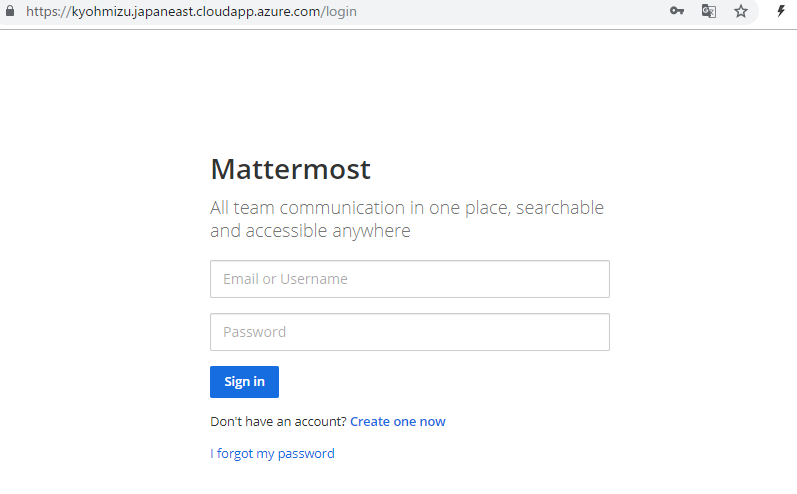 https://kyohmizu.japaneast.cloudapp.azure.com/login
Mattermost
All team communication in one place, searchable
and accessible anywhere
Email or Username
Password
Sign in
Don't have an account? Create one now
I forgot my password